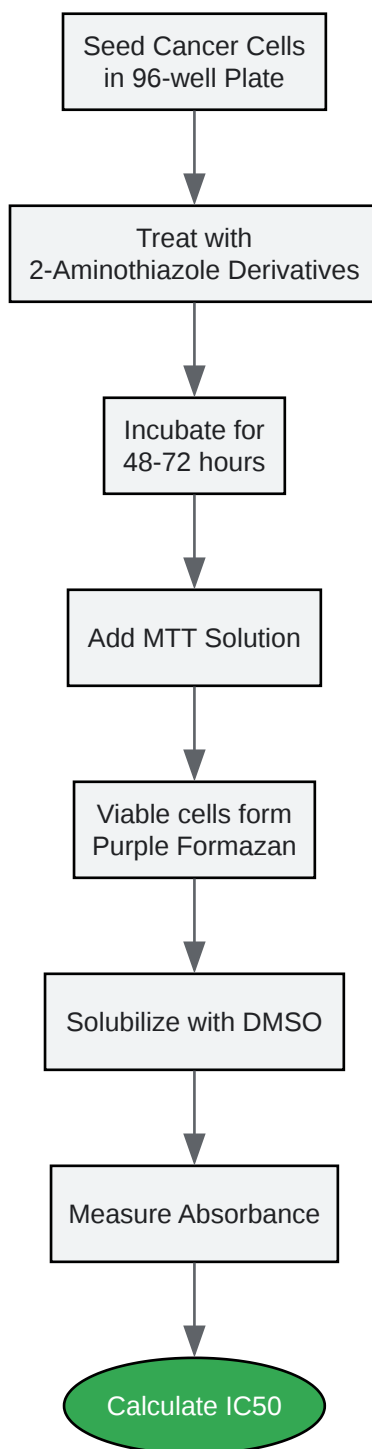 Seed Cancer Cells
in 96-well Plate
Treat with
2-Aminothiazole Derivatives
Incubate for
48-72 hours
Add MTT Solution
Viable cells form
Purple Formazan
Solubilize with DMSO
Measure Absorbance
Calculate IC50